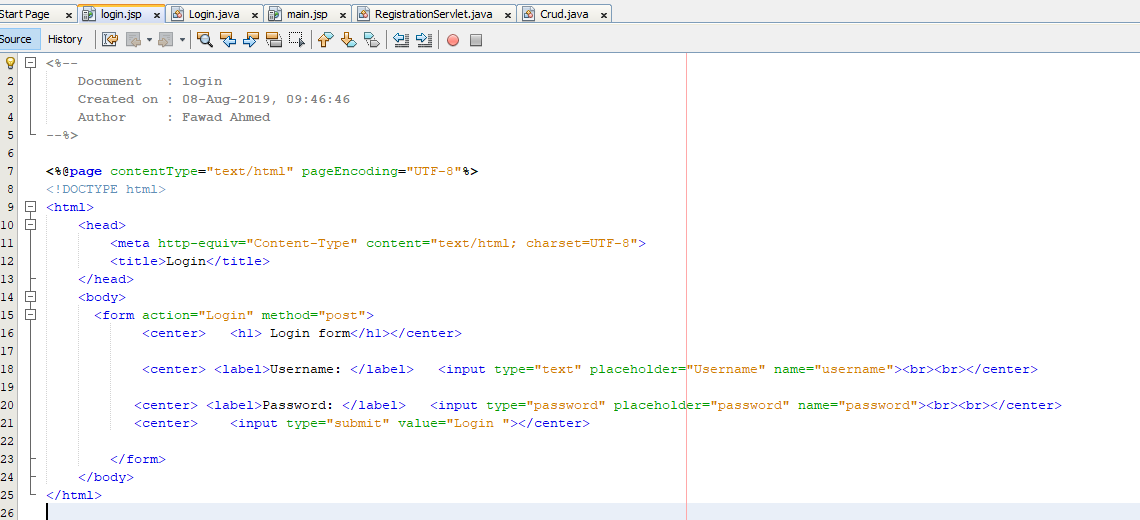 Start Page login.jsp Login.java main.jsp RegistrationServlet.java Crud.java
Source History
<%--
2 Document : login
3 Created on : 08-Aug-2019, 09:46:46
4 Author : Fawad Ahmed
5 --%>
6
7 <%@page contentType="text/html" pageEncoding="UTF-8"%>
8 <!DOCTYPE html>
9 <html>
10 <head>
11 <meta http-equiv="Content-Type" content="text/html; charset=UTF-8">
12 <title>Login</title>
13 </head>
14 <body>
15 <form action="Login" method="post">
16 <center> <h1> Login form</h1></center>
17
18 <center> <label>Username: </label> <input type="text" placeholder="Username" name="username"><br><br></center>
19
20 <center> <label>Password: </label> <input type="password" placeholder="password" name="password"><br><br></center>
21 <center> <input type="submit" value="Login "></center>
22
23 </form>
24 </body>
25 </html>
26